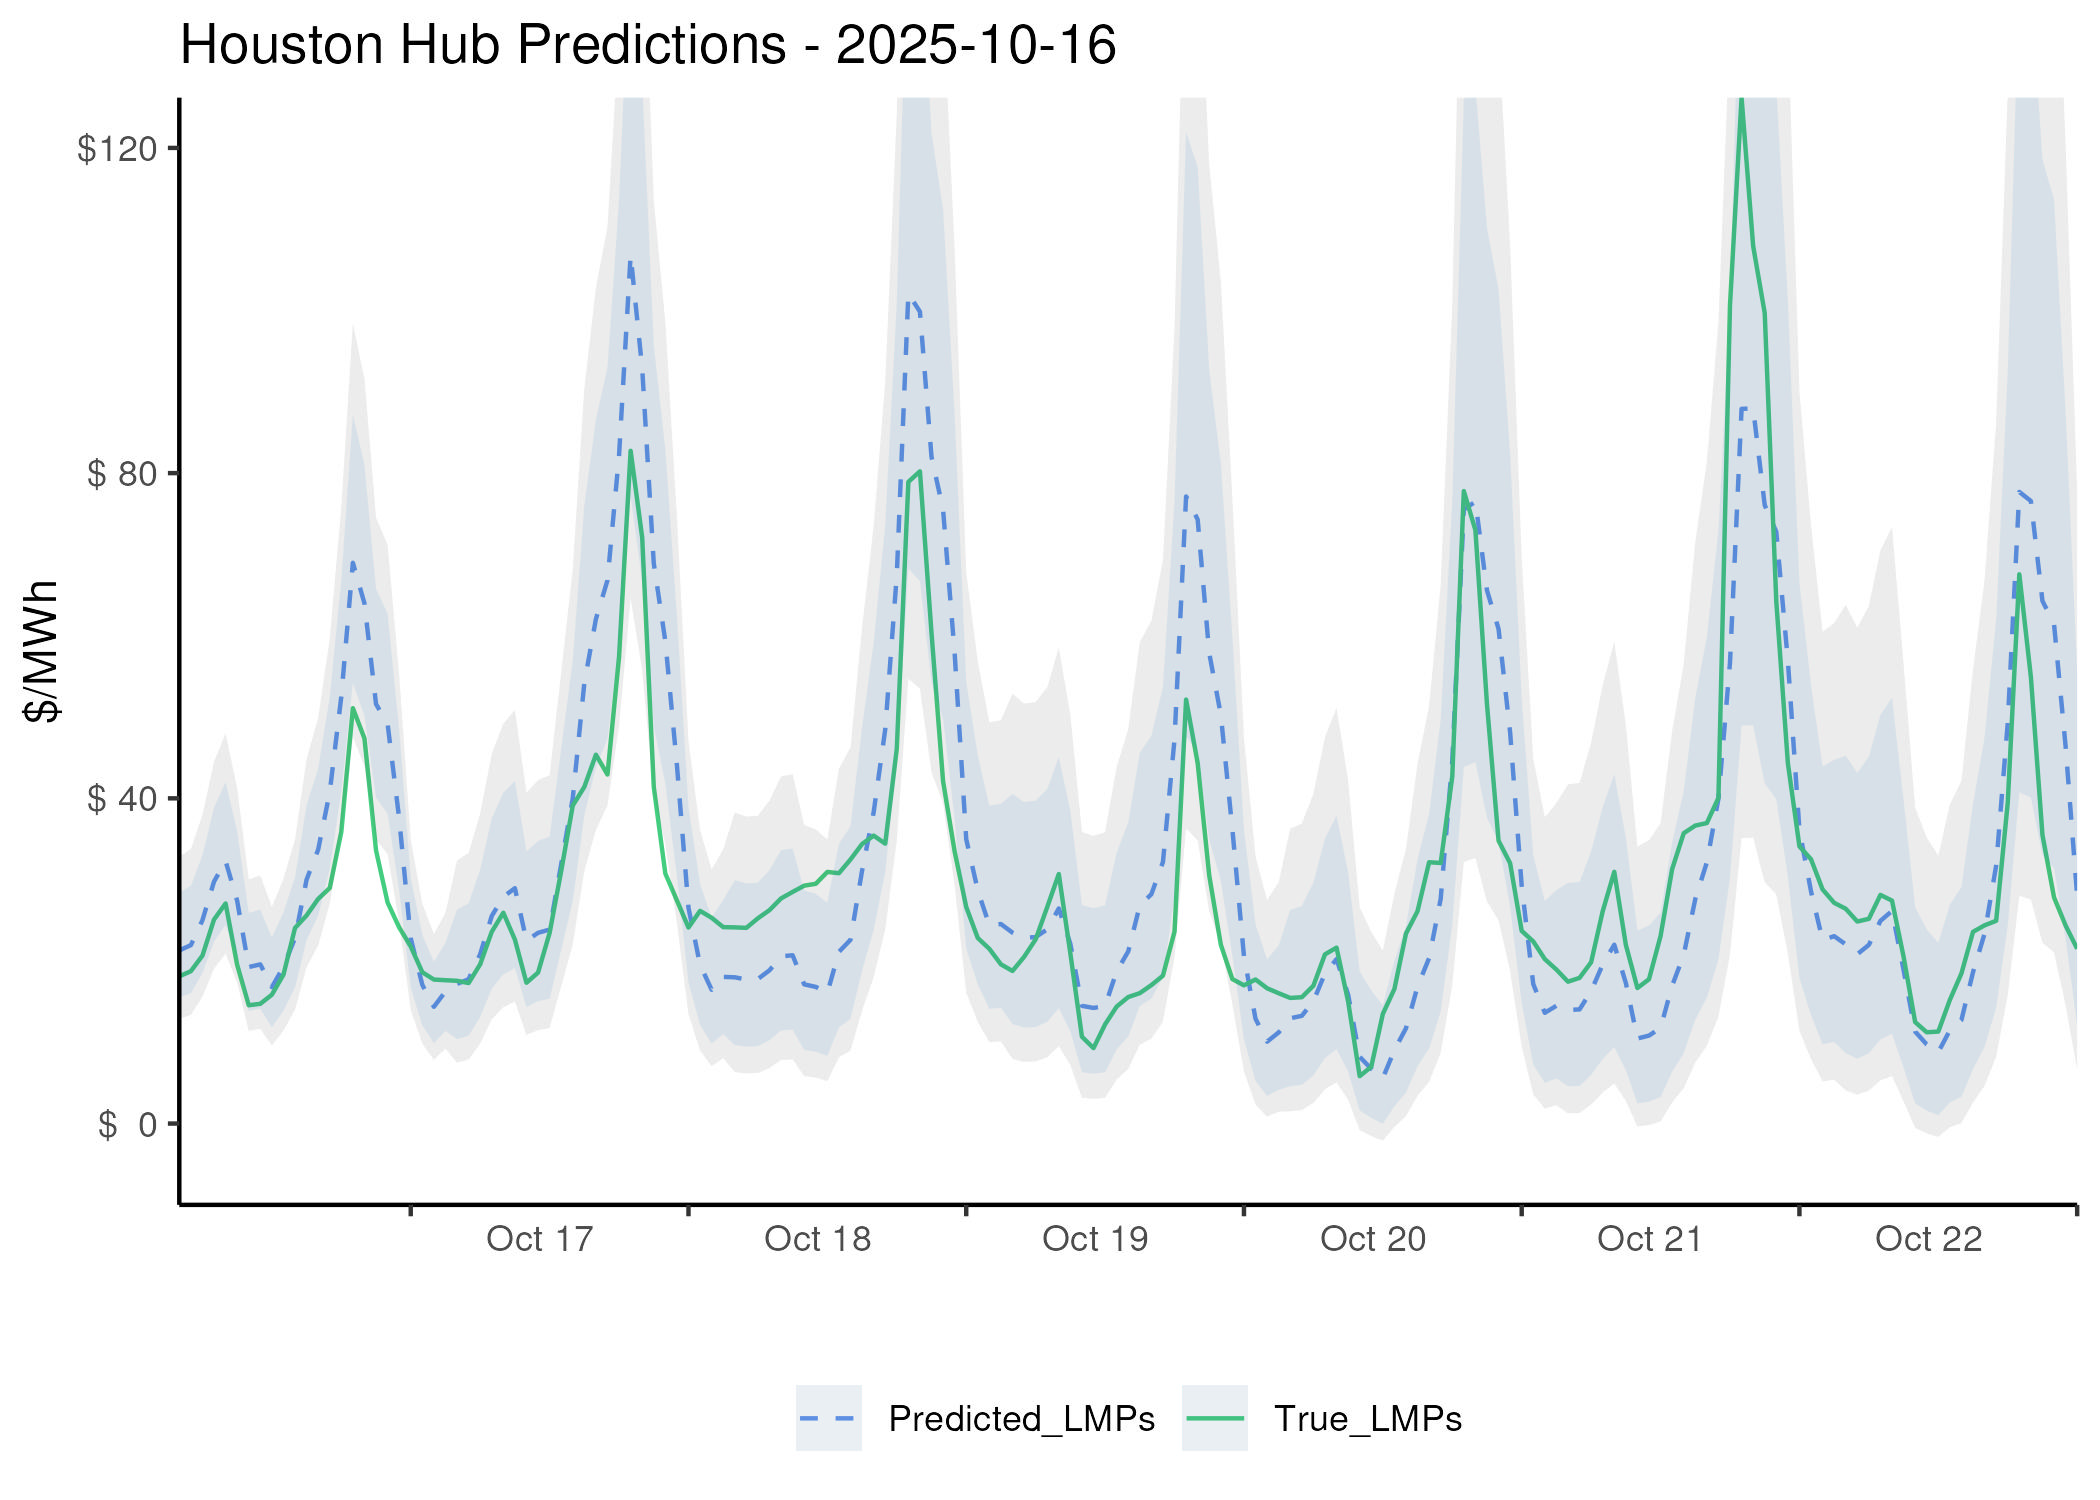 Houston Hub Predictions - 2025-10-16
$120
$ 80
$ 40
$ 0
$/MWh
Oct 17
Oct 18
Oct 19
Oct 20
Oct 21
Oct 22
Predicted_LMPs
True_LMPs